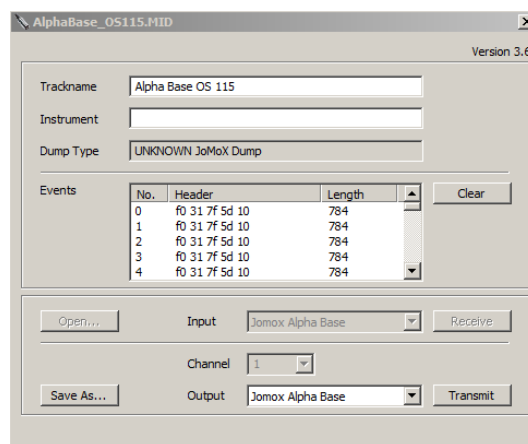 AlphaBase_OS115.MID
Version 3.6
Trackname Alpha Base OS 115
Instrument
Dump Type UNKNOWN JoMoX Dump
Events No. Header Length Clear
0 f0 31 7f 5d 10 784
1 f0 31 7f 5d 10 784
2 f0 31 7f 5d 10 784
3 f0 31 7f 5d 10 784
4 f0 31 7f 5d 10 784
Open... Input Jomox Alpha Base Receive
Channel 1
Save As... Output Jomox Alpha Base Transmit